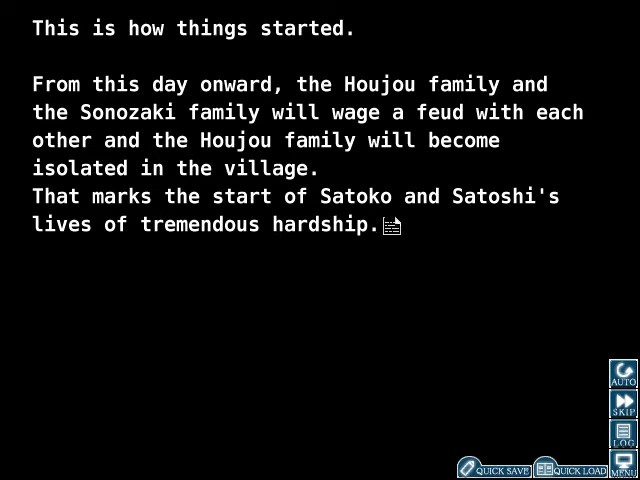 This is how things started.
From this day onward, the Houjou family and
the Sonozaki family will wage a feud with each
other and the Houjou family will become
isolated in the village.
That marks the start of Satoko and Satoshi's
lives of tremendous hardship.
AUTO
SKIP
LOG
QUICK SAVE
QUICK LOAD
MENU